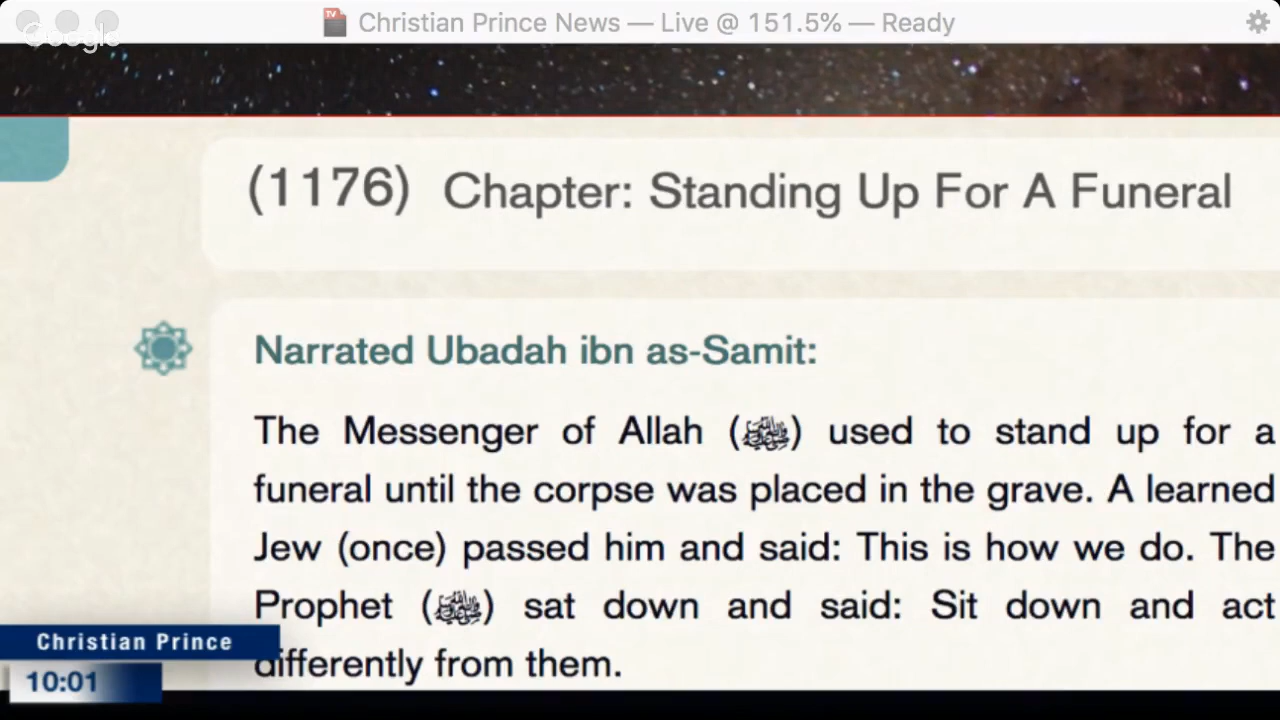 Christian Prince News — Live @ 151.5% — Ready
Google
(1176) Chapter: Standing Up For A Funeral
Narrated Ubadah ibn as-Samit:
The Messenger of Allah (ﷺ) used to stand up for a
funeral until the corpse was placed in the grave. A learned
Jew (once) passed him and said: This is how we do. The
Prophet (ﷺ) sat down and said: Sit down and act
differently from them.
Christian Prince
10:01